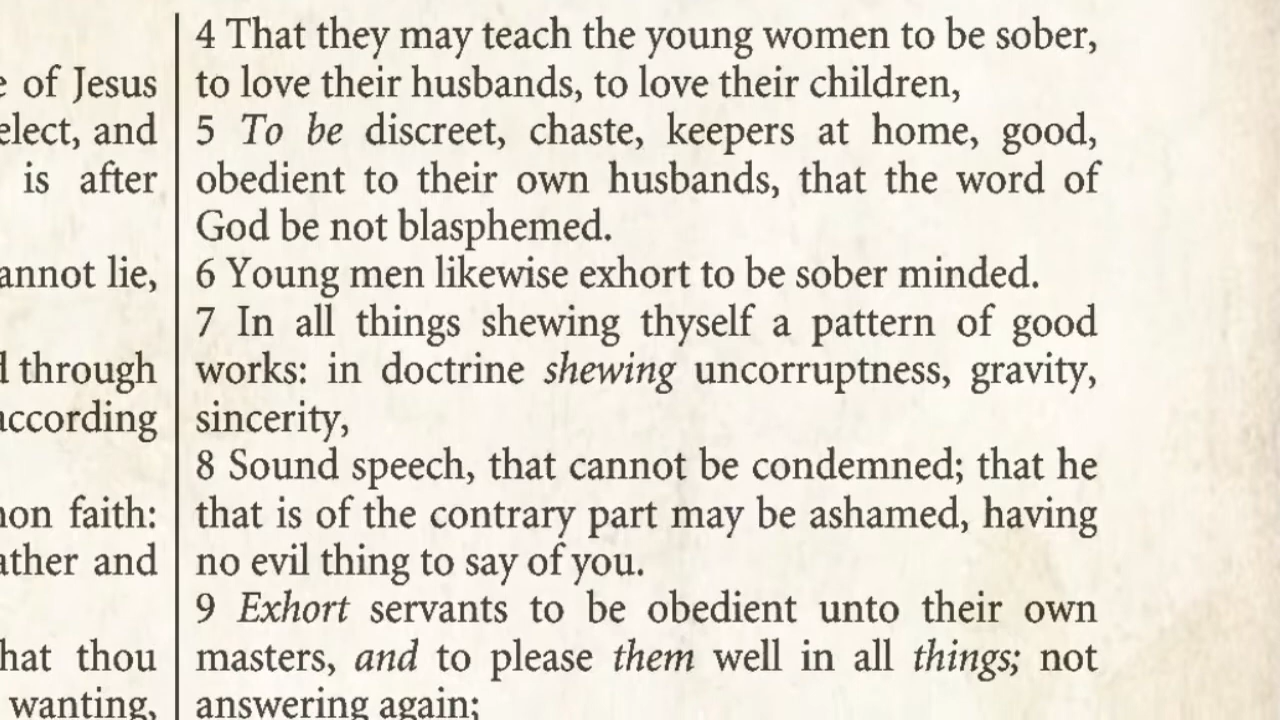 of Jesus
and
is after
lie,
through
faith:
and
thou
wanting,
4 That they may teach the young women to be sober,
to love their husbands, to love their children,
5 To be discreet, chaste, keepers at home, good,
obedient to their own husbands, that the word of
God be not blasphemed.
6 Young men likewise exhort to be sober minded.
7 In all things shewing thyself a pattern of good
works: in doctrine shewing uncorruptness, gravity,
sincerity,
8 Sound speech, that cannot be condemned; that he
that is of the contrary part may be ashamed, having
no evil thing to say of you.
9 Exhort servants to be obedient unto their own
masters, and to please them well in all things; not
answering again;